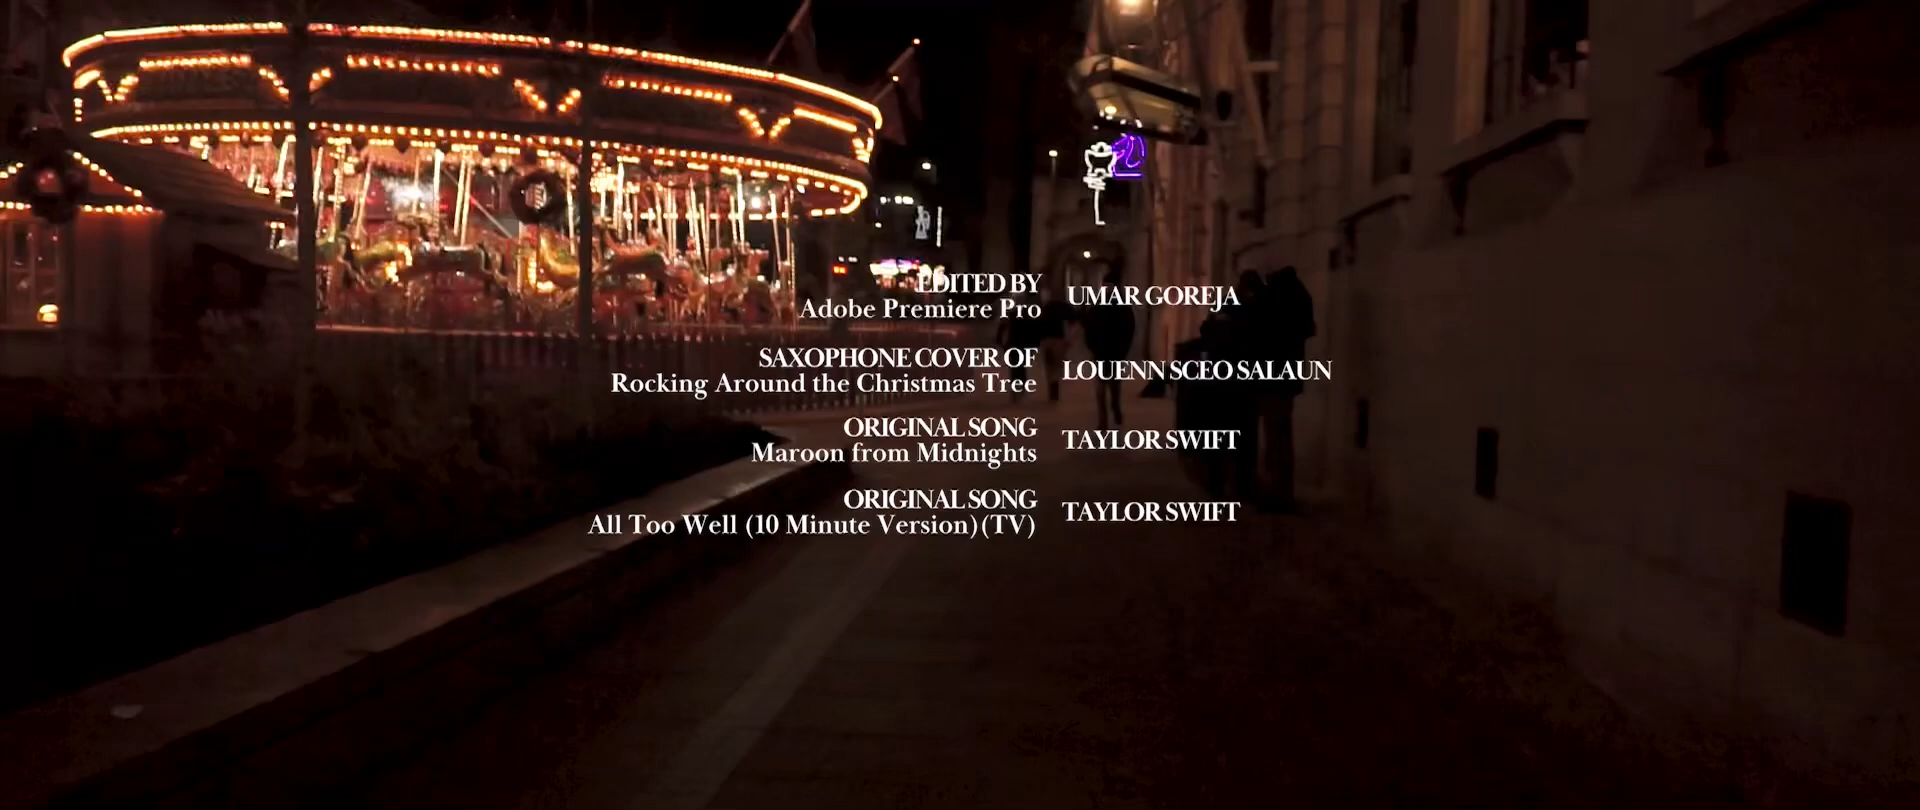 EDITED BY
Adobe Premiere Pro
UMAR GOREJA
SAXOPHONE COVER OF
Rocking Around the Christmas Tree
LOUENN SCEO SALAUN
ORIGINAL SONG
Maroon from Midnights
TAYLOR SWIFT
ORIGINAL SONG
All Too Well (10 Minute Version)(TV)
TAYLOR SWIFT